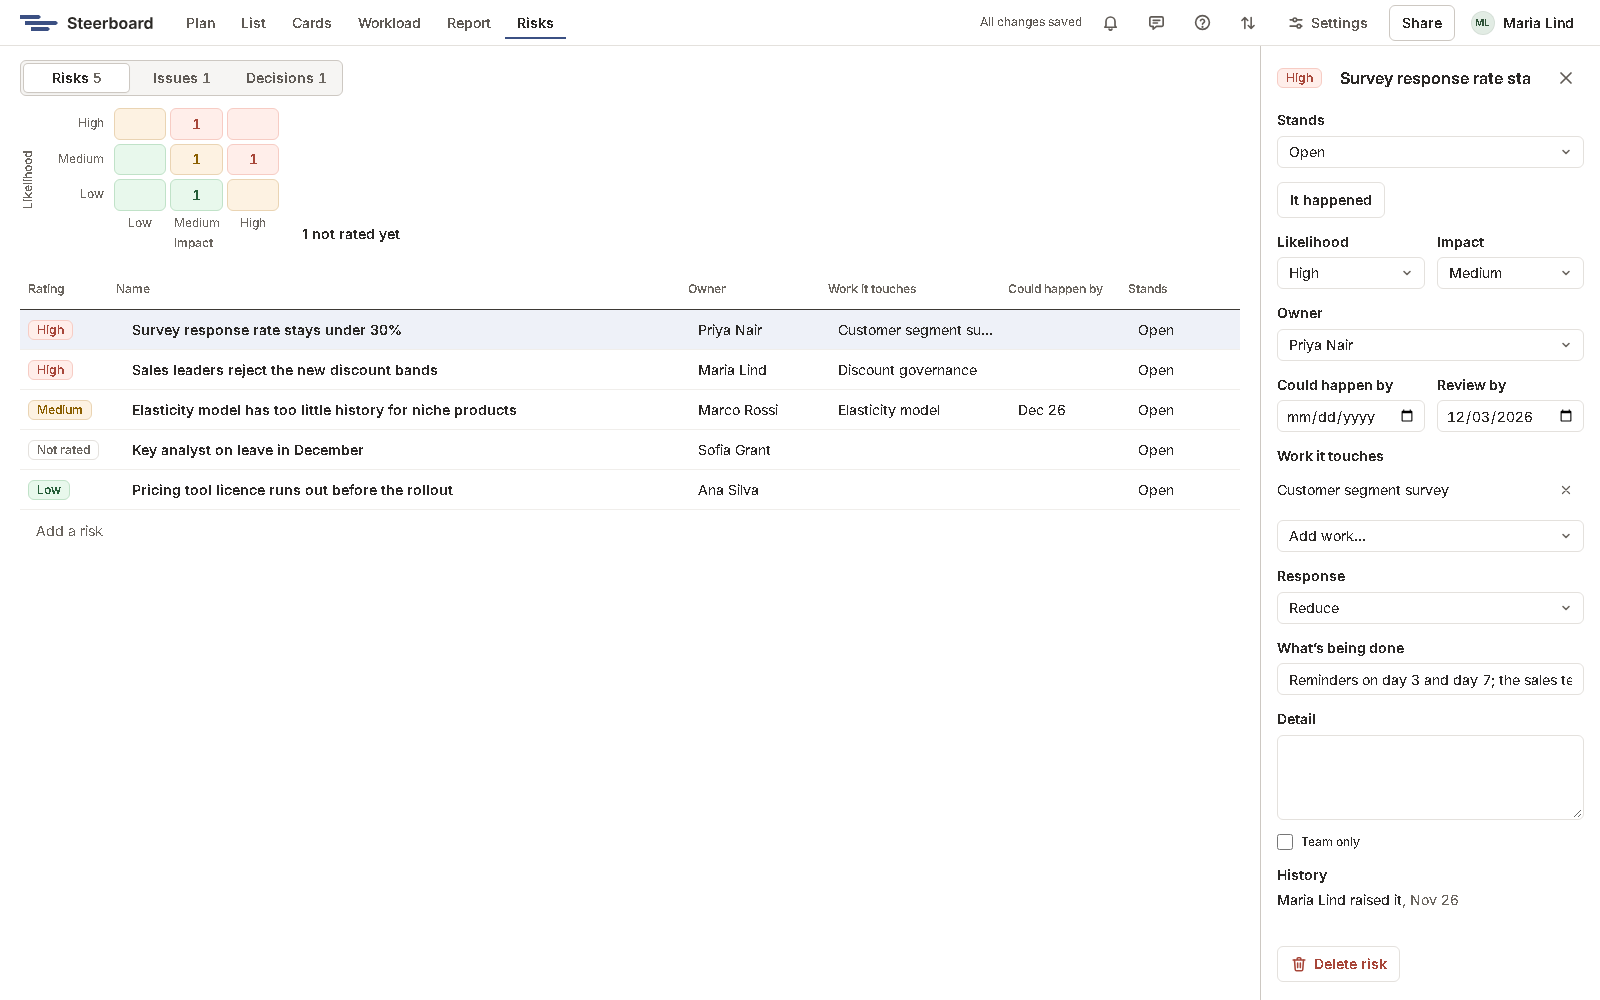 Steerboard Plan List Cards Workload Report Risks All changes saved Settings Share ML Maria Lind
Risks 5 Issues 1 Decisions 1
High 1
Medium 1 1
Low 1
Likelihood
Low Medium High
Impact
1 not rated yet
Rating Name Owner Work it touches Could happen by Stands
High Survey response rate stays under 30% Priya Nair Customer segment su... Open
High Sales leaders reject the new discount bands Maria Lind Discount governance Open
Medium Elasticity model has too little history for niche products Marco Rossi Elasticity model Dec 26 Open
Not rated Key analyst on leave in December Sofia Grant Open
Low Pricing tool licence runs out before the rollout Ana Silva Open
Add a risk
High Survey response rate sta
Stands
Open
It happened
Likelihood Impact
High Medium
Owner
Priya Nair
Could happen by Review by
mm/dd/yyyy 12/03/2026
Work it touches
Customer segment survey
Add work...
Response
Reduce
What's being done
Reminders on day 3 and day 7; the sales te
Detail
Team only
History
Maria Lind raised it, Nov 26
Delete risk